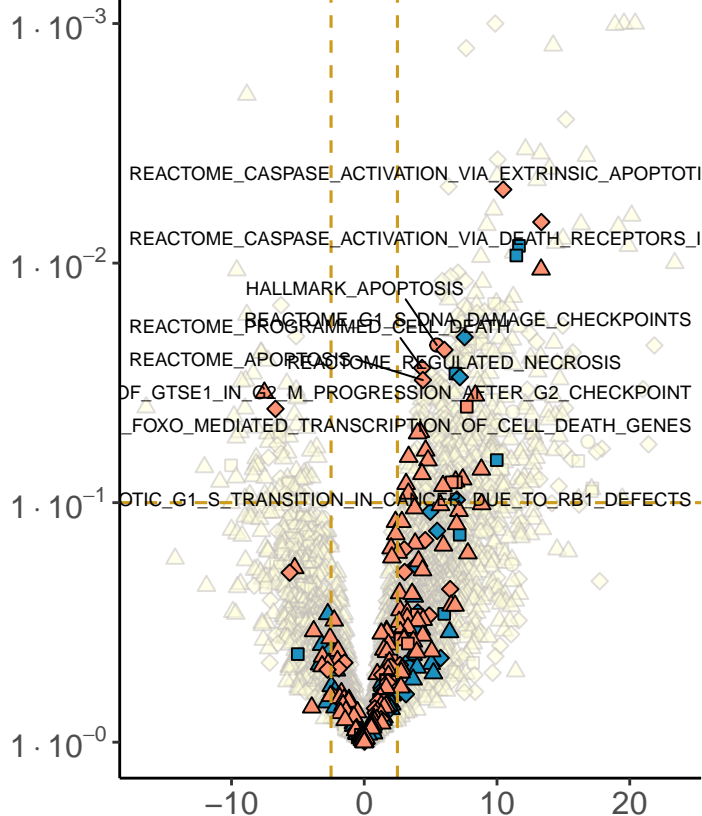 1 · 10⁻³
REACTOME_CASPASE_ACTIVATION_VIA_EXTRINSIC_APOPTOTI
REACTOME_CASPASE_ACTIVATION_VIA_DEATH_RECEPTORS_I
1 · 10⁻²
HALLMARK_APOPTOSIS
REACTOME_G1_S_DNA_DAMAGE_CHECKPOINTS
REACTOME_PROGRAMMED_CELL_DEATH
REACTOME_APOPTOSIS
REACTOME_REGULATED_NECROSIS
OF_GTSE1_IN_G2_M_PROGRESSION_AFTER_G2_CHECKPOINT
_FOXO_MEDIATED_TRANSCRIPTION_OF_CELL_DEATH_GENES
1 · 10⁻¹
OTIC_G1_S_TRANSITION_IN_CANCER_DUE_TO_RB1_DEFECTS
1 · 10⁻⁰
−10 0 10 20